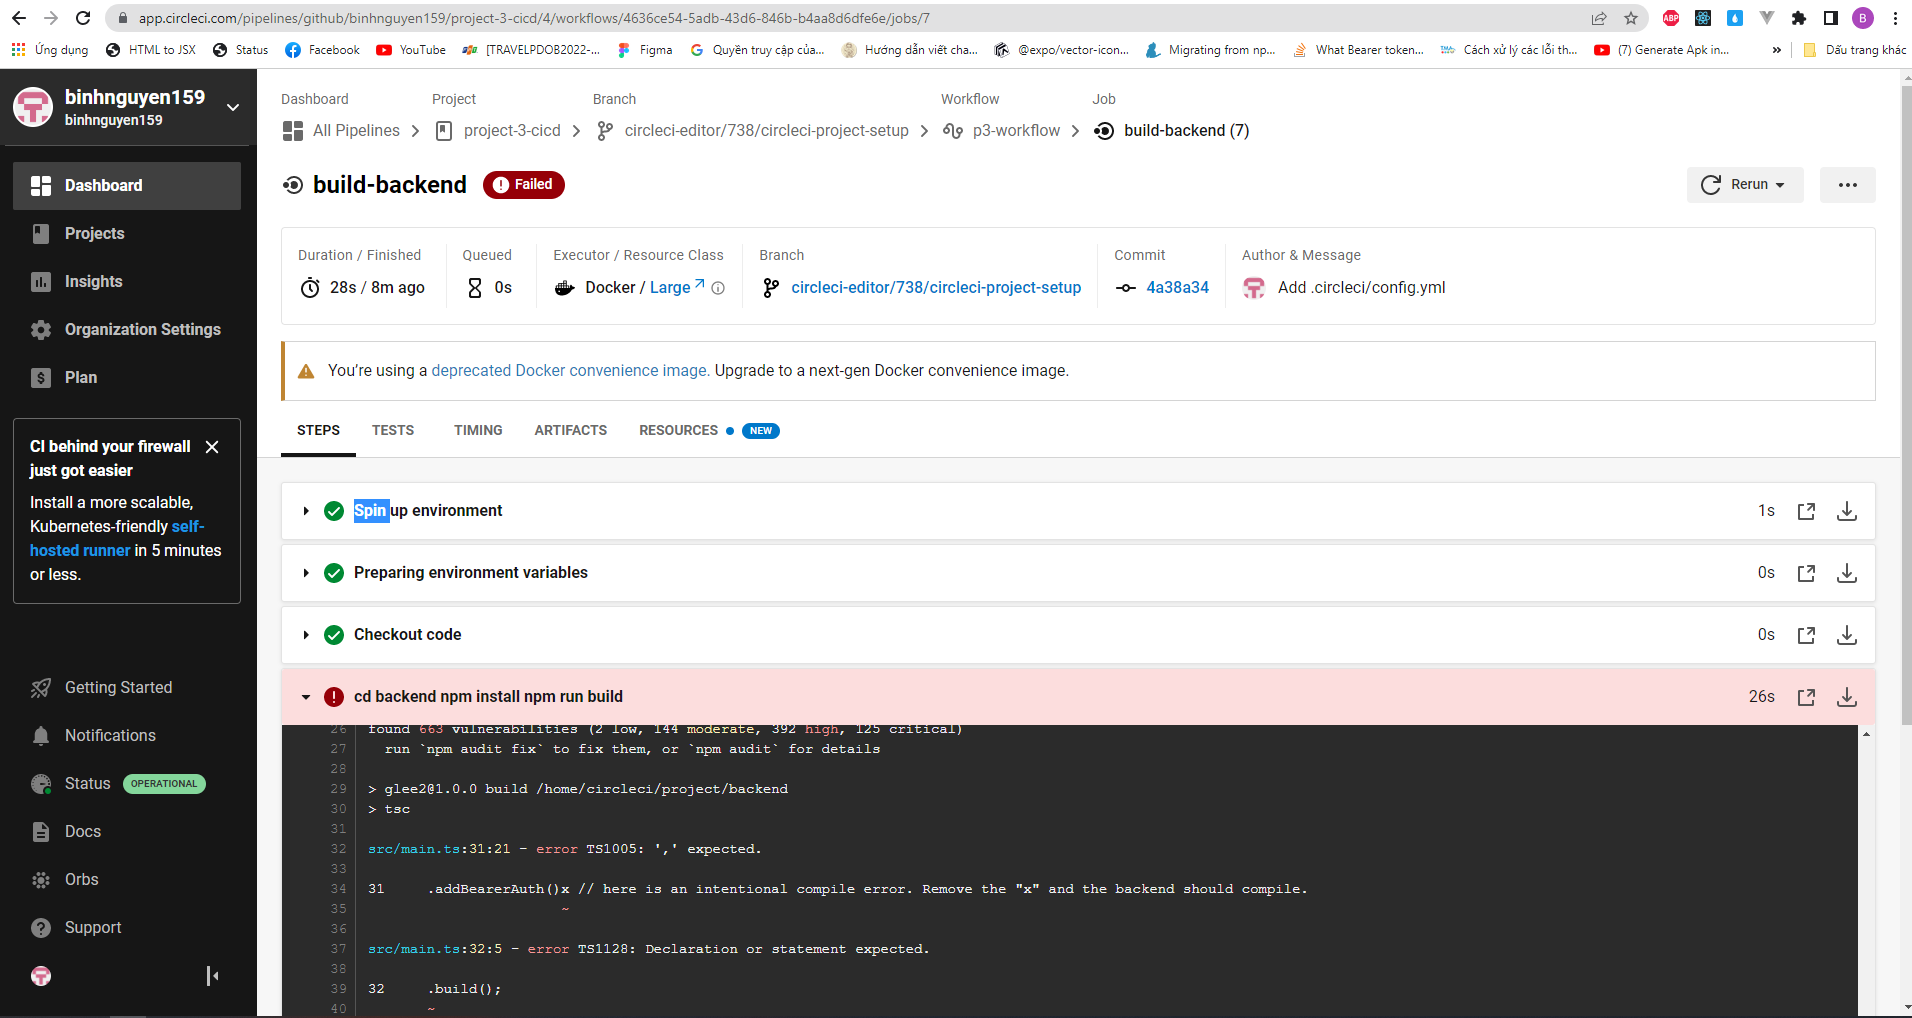 app.circleci.com/pipelines/github/binhnguyen159/project-3-cicd/4/workflows/4636ce54-5adb-43d6-846b-b4aa8d6dfe6e/jobs/7
ABP
B
Ứng dụng
HTML to JSX
Status
Facebook
YouTube
[TRAVELPDOB2022-...
Figma
Quyền truy cập của...
Hướng dẫn viết cha...
@expo/vector-icon...
Migrating from np...
What Bearer token...
Cách xử lý các lỗi th...
(7) Generate Apk in...
»
Dấu trang khác
binhnguyen159
binhnguyen159
Dashboard
Projects
Insights
Organization Settings
Plan
CI behind your firewall
just got easier
Install a more scalable,
Kubernetes-friendly self-
hosted runner in 5 minutes
or less.
Getting Started
Notifications
Status OPERATIONAL
Docs
Orbs
Support
Dashboard Project Branch Workflow Job
All Pipelines project-3-cicd circleci-editor/738/circleci-project-setup p3-workflow build-backend (7)
build-backend Failed
Rerun
Duration / Finished Queued Executor / Resource Class Branch Commit Author & Message
28s / 8m ago 0s Docker / Large circleci-editor/738/circleci-project-setup 4a38a34 Add .circleci/config.yml
You’re using a deprecated Docker convenience image. Upgrade to a next-gen Docker convenience image.
STEPS TESTS TIMING ARTIFACTS RESOURCES NEW
Spin up environment 1s
Preparing environment variables 0s
Checkout code 0s
cd backend npm install npm run build 26s
26 found 663 vulnerabilities (2 low, 144 moderate, 392 high, 125 critical)
27 run `npm audit fix` to fix them, or `npm audit` for details
28
29 > glee2@1.0.0 build /home/circleci/project/backend
30 > tsc
31
32 src/main.ts:31:21 - error TS1005: ',' expected.
33
34 31 .addBearerAuth()x // here is an intentional compile error. Remove the "x" and the backend should compile.
35 ~
36
37 src/main.ts:32:5 - error TS1128: Declaration or statement expected.
38
39 32 .build();
40 ~